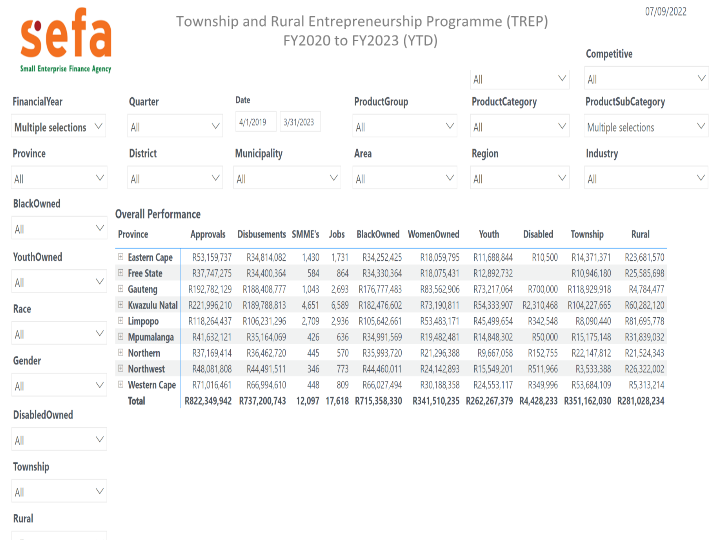 07/09/2022
sefa
Small Enterprise Finance Agency
Township and Rural Entrepreneurship Programme (TREP)
FY2020 to FY2023 (YTD)
Competitive
All All
FinancialYear Quarter Date ProductGroup ProductCategory ProductSubCategory
Multiple selections All 4/1/2019 3/31/2023 All All Multiple selections
Province District Municipality Area Region Industry
All All All All All All
BlackOwned
All
YouthOwned
All
Race
All
Gender
All
DisabledOwned
All
Township
All
Rural
Overall Performance
Province Approvals Disbusements SMME's Jobs BlackOwned WomenOwned Youth Disabled Township Rural
Eastern Cape R53,159,737 R34,814,082 1,430 1,731 R34,252,425 R18,059,795 R11,688,844 R10,500 R14,371,371 R23,681,570
Free State R37,747,275 R34,400,364 584 864 R34,330,364 R18,075,431 R12,892,732 R10,946,180 R25,585,698
Gauteng R192,782,129 R188,408,777 1,043 2,693 R176,777,483 R83,562,906 R73,217,064 R700,000 R118,929,918 R4,784,477
Kwazulu Natal R221,996,210 R189,788,813 4,651 6,589 R182,476,602 R73,190,811 R54,333,907 R2,310,468 R104,227,665 R60,282,120
Limpopo R118,264,437 R106,231,296 2,709 2,936 R105,642,661 R53,483,171 R45,499,654 R342,548 R8,090,440 R81,695,778
Mpumalanga R41,632,121 R35,164,069 426 636 R34,991,569 R19,482,481 R14,848,302 R50,000 R15,175,148 R31,839,032
Northern R37,169,414 R36,462,720 445 570 R35,993,720 R21,296,388 R9,667,058 R152,755 R22,147,812 R21,524,343
Northwest R48,081,808 R44,491,511 346 773 R44,460,011 R24,142,893 R15,549,201 R511,966 R3,533,388 R26,322,002
Western Cape R71,016,461 R66,994,610 448 809 R66,027,494 R30,188,358 R24,553,117 R349,996 R53,684,109 R5,313,214
Total R822,349,942 R737,200,743 12,097 17,618 R715,358,330 R341,510,235 R262,267,379 R4,428,233 R351,162,030 R281,028,234